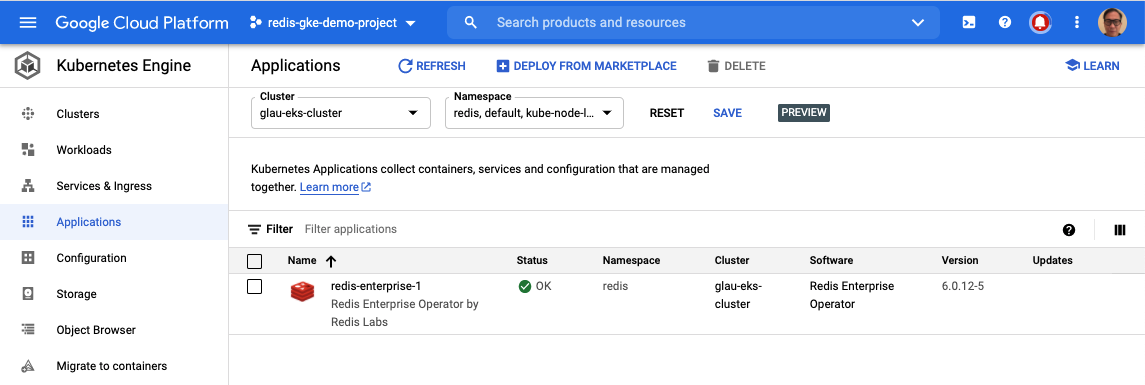 Google Cloud Platform
redis-gke-demo-project
Search products and resources
Kubernetes Engine
Applications
REFRESH
DEPLOY FROM MARKETPLACE
DELETE
LEARN
Clusters
Workloads
Services & Ingress
Applications
Configuration
Storage
Object Browser
Migrate to containers
Cluster
glau-eks-cluster
Namespace
redis, default, kube-node-l...
RESET
SAVE
PREVIEW
Kubernetes Applications collect containers, services and configuration that are managed
together. Learn more
Filter
Filter applications
Name
Status
Namespace
Cluster
Software
Version
Updates
redis-enterprise-1
Redis Enterprise Operator by
Redis Labs
OK
redis
glau-eks-
cluster
Redis Enterprise
Operator
6.0.12-5